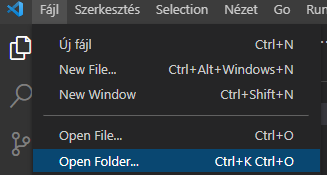 Fájl Szerkesztés Selection Nézet Go Run
Új fájl Ctrl+N
New File... Ctrl+Alt+Windows+N
New Window Ctrl+Shift+N
Open File... Ctrl+O
Open Folder... Ctrl+K Ctrl+O